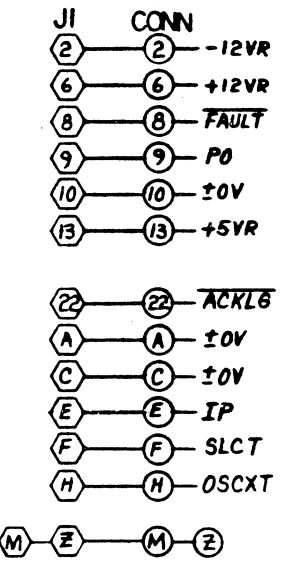 J1 CONN
2 2 -12VR
6 6 +12VR
8 8 FAULT
9 9 PO
10 10 ±0V
13 13 +5VR
22 22 ACKLG
A A ±0V
C C ±0V
E E IP
F F SLCT
H H OSCXT
M Z M Z